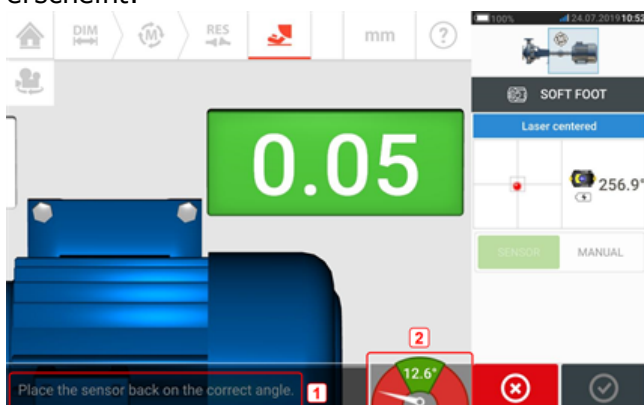 erscheint.
DIM
M
RES
mm
?
100%
24.07.2019 10:52
SOFT FOOT
0.05
Laser centered
256.9°
SENSOR
MANUAL
2
12.6°
Place the sensor back on the correct angle.
1